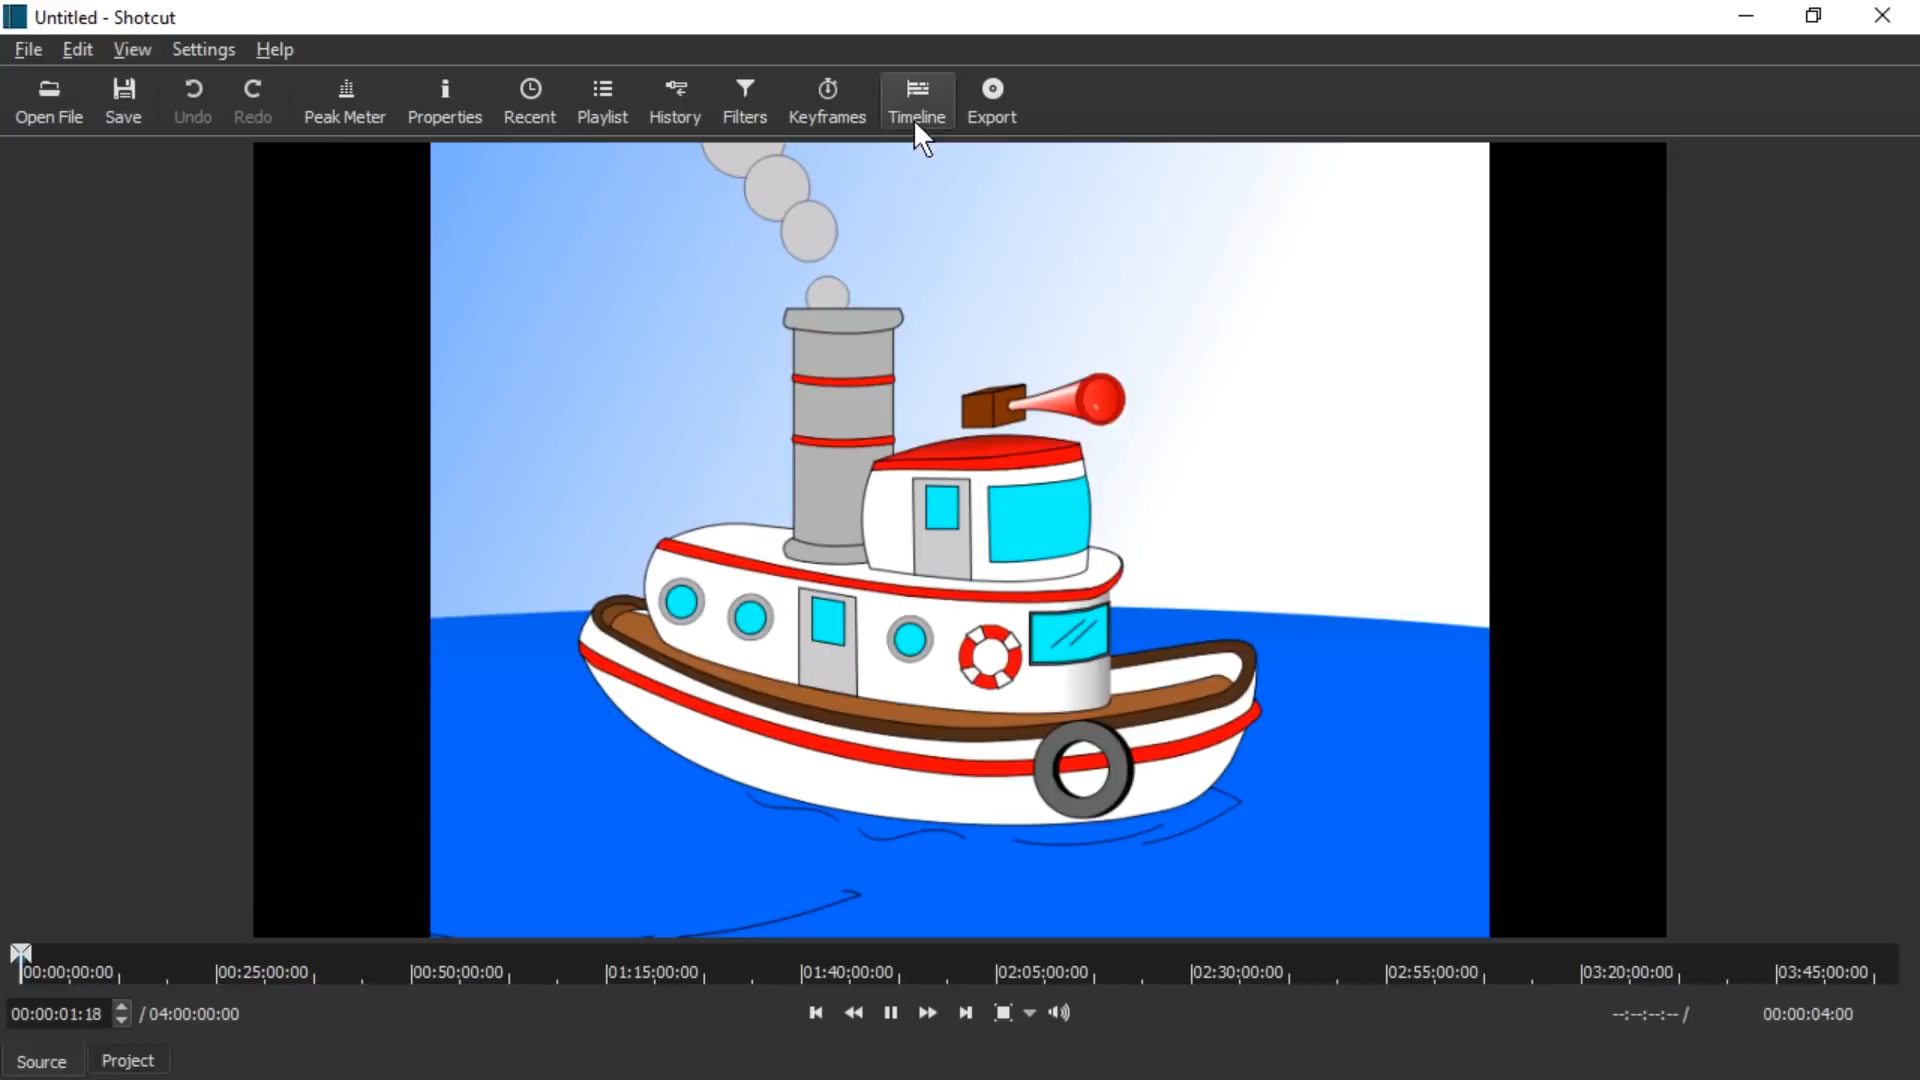 Untitled - Shotcut
File Edit View Settings Help
Open File Save Undo Redo Peak Meter Properties Recent Playlist History Filters Keyframes Timeline Export
00:00:00:00 00:25:00:00 00:50:00:00 01:15:00:00 01:40:00:00 02:05:00:00 02:30:00:00 02:55:00:00 03:20:00:00 03:45:00:00
00:00:01:18 / 04:00:00:00 --:--:--:-- / 00:00:04:00
Source Project